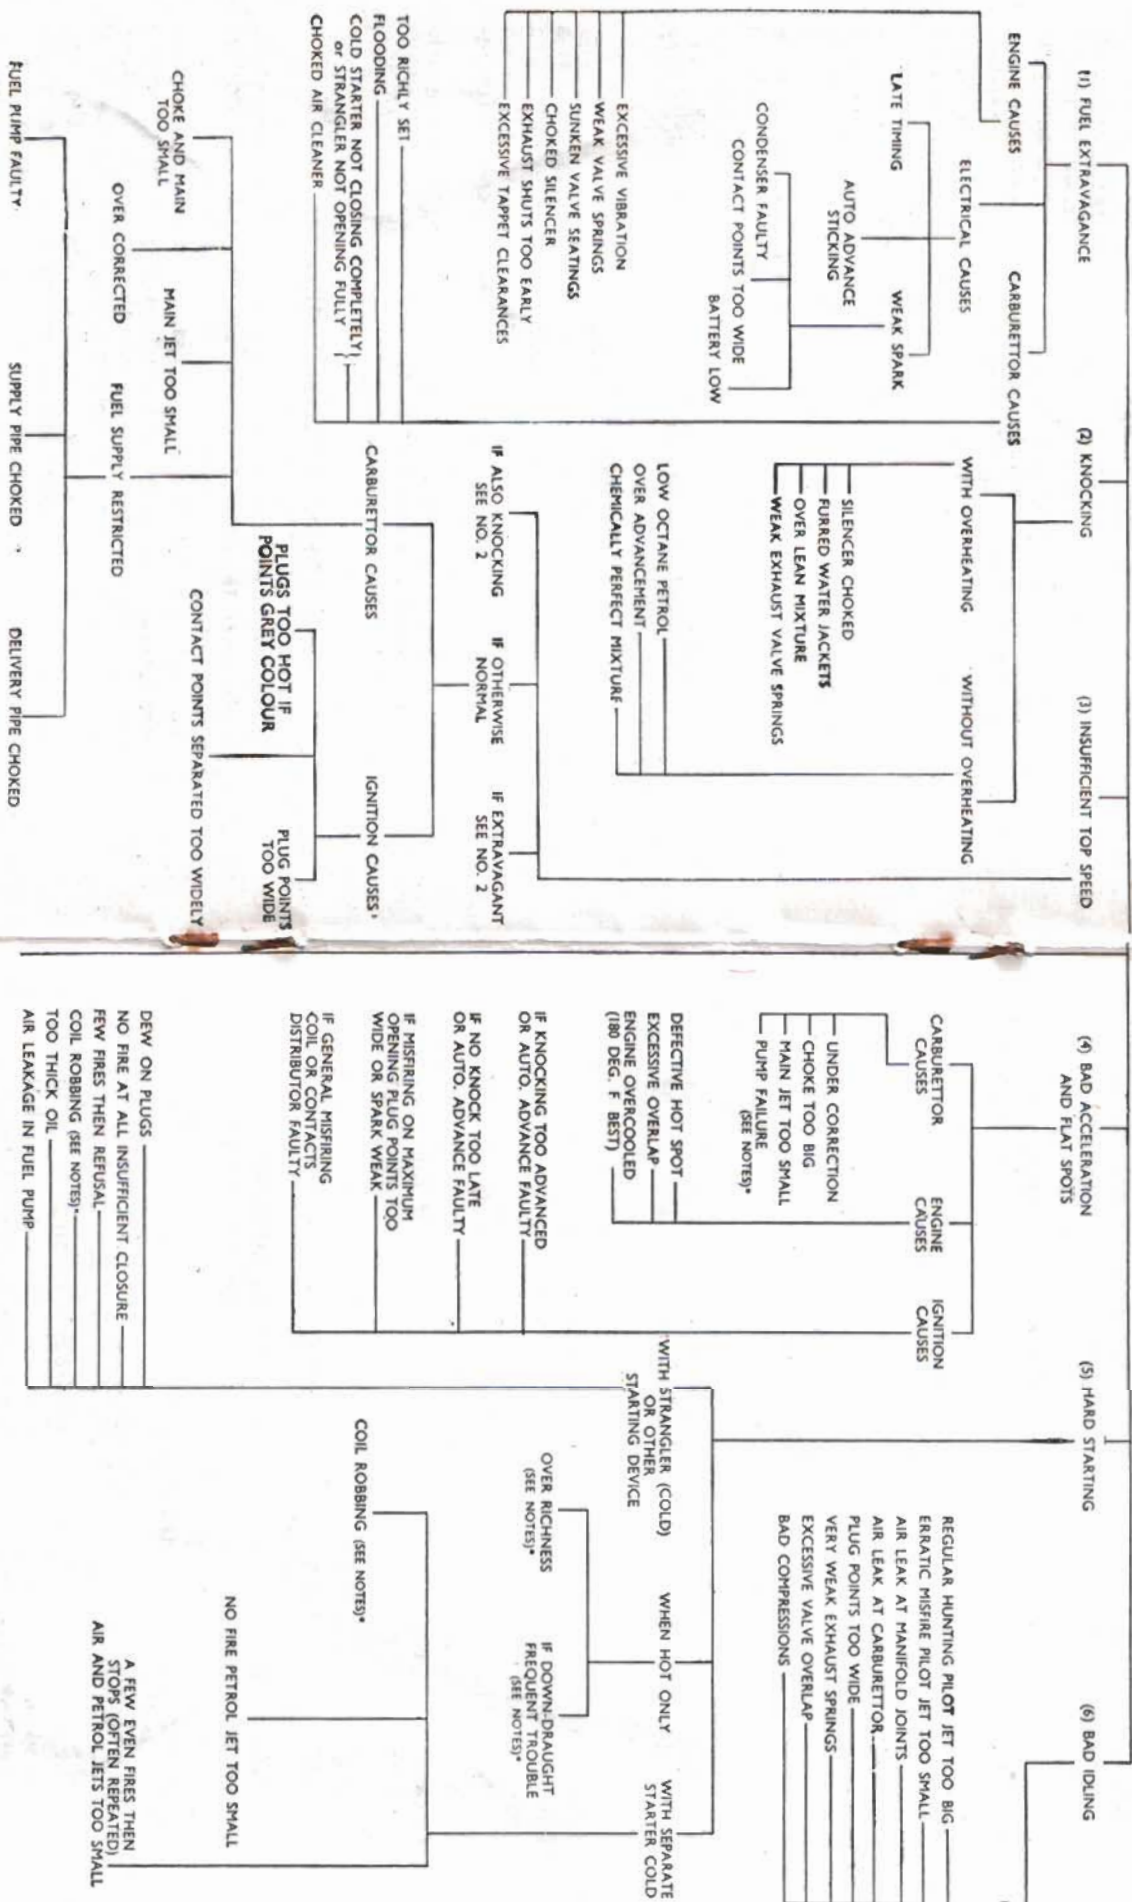 (1) FUEL EXTRAVAGANCE
ENGINE CAUSES
ELECTRICAL CAUSES
CARBURETTOR CAUSES
LATE TIMING
AUTO ADVANCE
STICKING
WEAK SPARK
CONDENSER FAULTY
CONTACT POINTS TOO WIDE
BATTERY LOW
EXCESSIVE VIBRATION
WEAK VALVE SPRINGS
SUNKEN VALVE SEATINGS
CHOKED SILENCER
EXHAUST SHUTS TOO EARLY
EXCESSIVE TAPPET CLEARANCES
TOO RICHLY SET
FLOODING
COLD STARTER NOT CLOSING COMPLETELY
or STRANGLER NOT OPENING FULLY
CHOKED AIR CLEANER
(2) KNOCKING
WITH OVERHEATING
WITHOUT OVERHEATING
SILENCER CHOKED
FURRED WATER JACKETS
OVER LEAN MIXTURE
WEAK EXHAUST VALVE SPRINGS
LOW OCTANE PETROL
OVER ADVANCEMENT
CHEMICALLY PERFECT MIXTURE
(3) INSUFFICIENT TOP SPEED
IF ALSO KNOCKING
SEE NO. 2
IF OTHERWISE
NORMAL
IF EXTRAVAGANT
SEE NO. 2
CARBURETTOR CAUSES
IGNITION CAUSES*
PLUGS TOO HOT IF
POINTS GREY COLOUR
PLUG POINTS
TOO WIDE
CONTACT POINTS SEPARATED TOO WIDELY
CHOKE AND MAIN
TOO SMALL
MAIN JET TOO SMALL
OVER CORRECTED
FUEL SUPPLY RESTRICTED
FUEL PUMP FAULTY
SUPPLY PIPE CHOKED
DELIVERY PIPE CHOKED
(4) BAD ACCELERATION
AND FLAT SPOTS
CARBURETTOR
CAUSES
ENGINE
CAUSES
IGNITION
CAUSES
UNDER CORRECTION
CHOKE TOO BIG
MAIN JET TOO SMALL
PUMP FAILURE
(SEE NOTES)*
DEFECTIVE HOT SPOT
EXCESSIVE OVERLAP
ENGINE OVERCOOLED
(180 DEG. F BEST)
IF KNOCKING TOO ADVANCED
OR AUTO. ADVANCE FAULTY
IF NO KNOCK TOO LATE
OR AUTO. ADVANCE FAULTY
IF MISFIRING ON MAXIMUM
OPENING PLUG POINTS TOO
WIDE OR SPARK WEAK
IF GENERAL MISFIRING
COIL OR CONTACTS
DISTRIBUTOR FAULTY
(5) HARD STARTING
WITH STRANGLER (COLD)
OR OTHER
STARTING DEVICE
WHEN HOT ONLY
WITH SEPARATE
STARTER COLD
DEW ON PLUGS
NO FIRE AT ALL INSUFFICIENT CLOSURE
FEW FIRES THEN REFUSAL
COIL ROBBING (SEE NOTES)*
TOO THICK OIL
AIR LEAKAGE IN FUEL PUMP
OVER RICHNESS
(SEE NOTES)*
IF DOWN-DRAUGHT
FREQUENT TROUBLE
(SEE NOTES)*
COIL ROBBING (SEE NOTES)*
NO FIRE PETROL JET TOO SMALL
A FEW EVEN FIRES THEN
STOPS (OFTEN REPEATED)
AIR AND PETROL JETS TOO SMALL
(6) BAD IDLING
REGULAR HUNTING PILOT JET TOO BIG
ERRATIC MISFIRE PILOT JET TOO SMALL
AIR LEAK AT MANIFOLD JOINTS
AIR LEAK AT CARBURETTOR
PLUG POINTS TOO WIDE
VERY WEAK EXHAUST SPRINGS
EXCESSIVE VALVE OVERLAP
BAD COMPRESSIONS